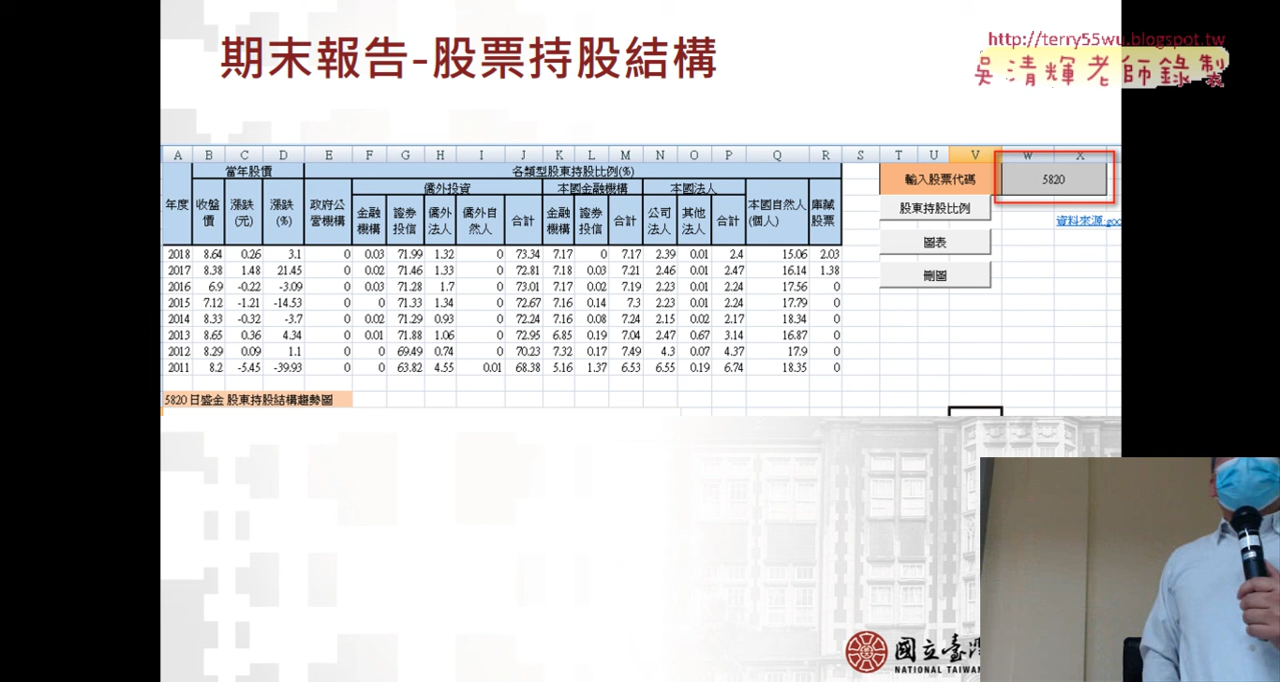 期末報告-股票持股結構
http://terry55wu.blogspot.tw
吳清輝老師錄製
A B C D E F G H I J K L M N O P Q R S T U V W X
當年股價 各類型股東持股比例(%)
僑外投資 本國金融機構 本國法人
年度 收盤價 漲跌(元) 漲跌(%) 政府公營機構 金融機構 證券投信 僑外法人 僑外自然人 合計 金融機構 證券投信 合計 公司法人 其他法人 合計 本國自然人(個人) 庫藏股票
2018 8.64 0.26 3.1 0 0.03 71.99 1.32 0 73.34 7.17 0 7.17 2.39 0.01 2.4 15.06 2.03
2017 8.38 1.48 21.45 0 0.02 71.46 1.33 0 72.81 7.18 0.03 7.21 2.46 0.01 2.47 16.14 1.38
2016 6.9 -0.22 -3.09 0 0.03 71.28 1.7 0 73.01 7.17 0.02 7.19 2.23 0.01 2.24 17.56 0
2015 7.12 -1.21 -14.53 0 0 71.33 1.34 0 72.67 7.16 0.14 7.3 2.23 0.01 2.24 17.79 0
2014 8.33 -0.32 -3.7 0 0.02 71.29 0.93 0 72.24 7.16 0.08 7.24 2.15 0.02 2.17 18.34 0
2013 8.65 0.36 4.34 0 0.01 71.88 1.06 0 72.95 6.85 0.19 7.04 2.47 0.67 3.14 16.87 0
2012 8.29 0.09 1.1 0 0 69.49 0.74 0 70.23 7.32 0.17 7.49 4.3 0.07 4.37 17.9 0
2011 8.2 -5.45 -39.93 0 0 63.82 4.55 0.01 68.38 5.16 1.37 6.53 6.55 0.19 6.74 18.35 0
5820 日盛金 股東持股結構趨勢圖
輸入股票代碼 5820
股東持股比例
資料來源:goo
圖表
刪圖
國立臺灣
NATIONAL TAIWAN